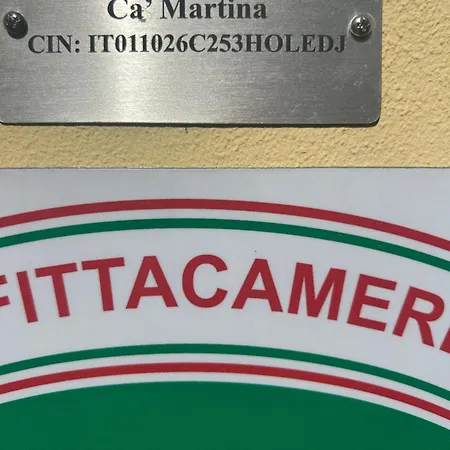 Ca' Martina
CIN: IT011026C253HOLEDJ
FITTACAMER